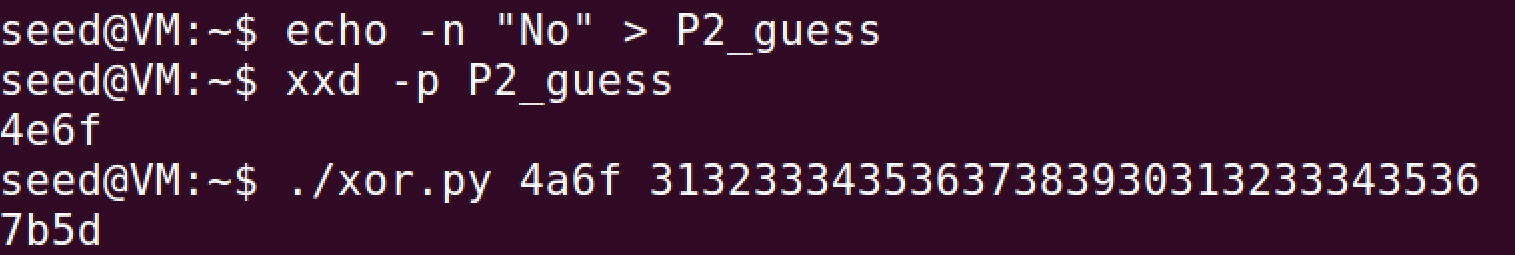 seed@VM:~$ echo -n "No" > P2_guess
seed@VM:~$ xxd -p P2_guess
4e6f
seed@VM:~$ ./xor.py 4a6f 31323334353637383930313233343536
7b5d